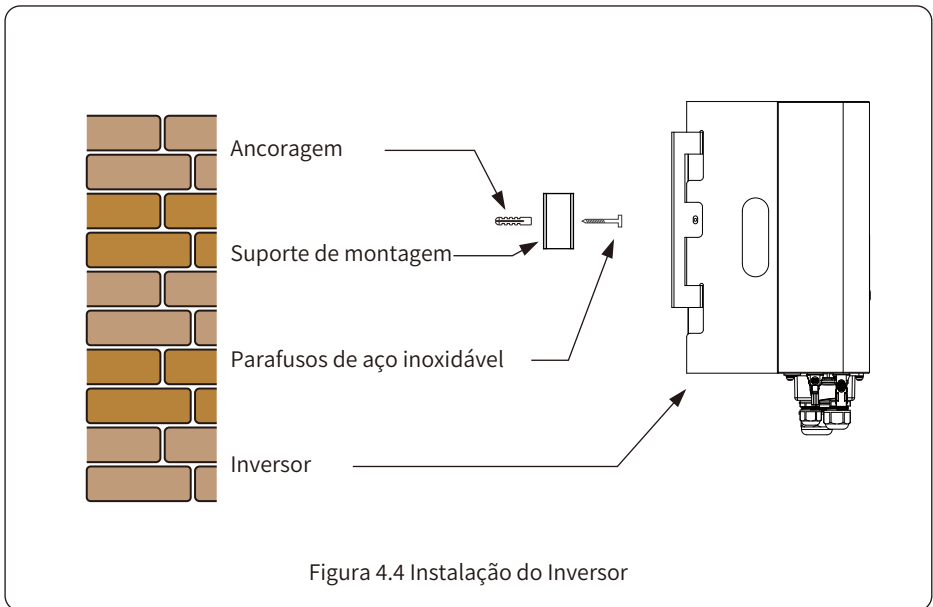 Ancoragem
Suporte de montagem
Parafusos de aço inoxidável
Inversor
Figura 4.4 Instalação do Inversor